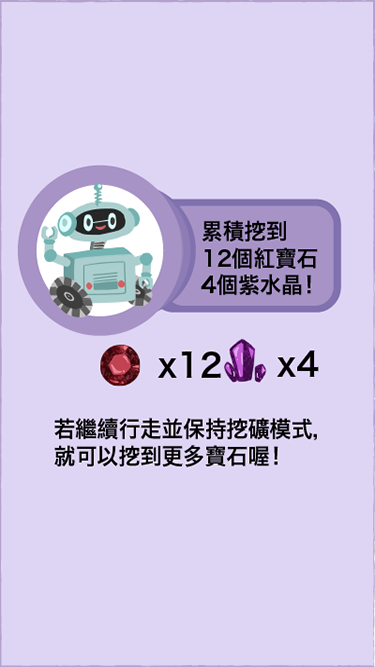 累積挖到
12個紅寶石
4個紫水晶！
x12
x4
若繼續行走並保持挖礦模式,
就可以挖到更多寶石喔！